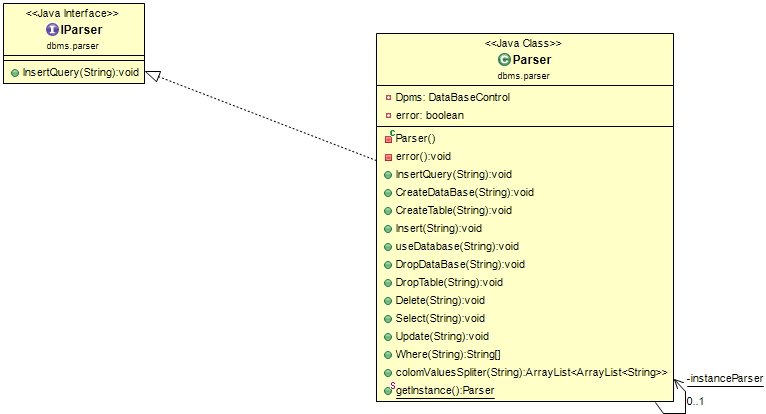 <<Java Interface>>
IParser
dbms.parser
InsertQuery(String):void
<<Java Class>>
Parser
dbms.parser
Dpms: DataBaseControl
error: boolean
Parser()
error():void
InsertQuery(String):void
CreateDataBase(String):void
CreateTable(String):void
Insert(String):void
useDatabase(String):void
DropDataBase(String):void
DropTable(String):void
Delete(String):void
Select(String):void
Update(String):void
Where(String):String[]
colomValuesSpliter(String):ArrayList<ArrayList<String>>
getInstance():Parser
-instanceParser
0..1